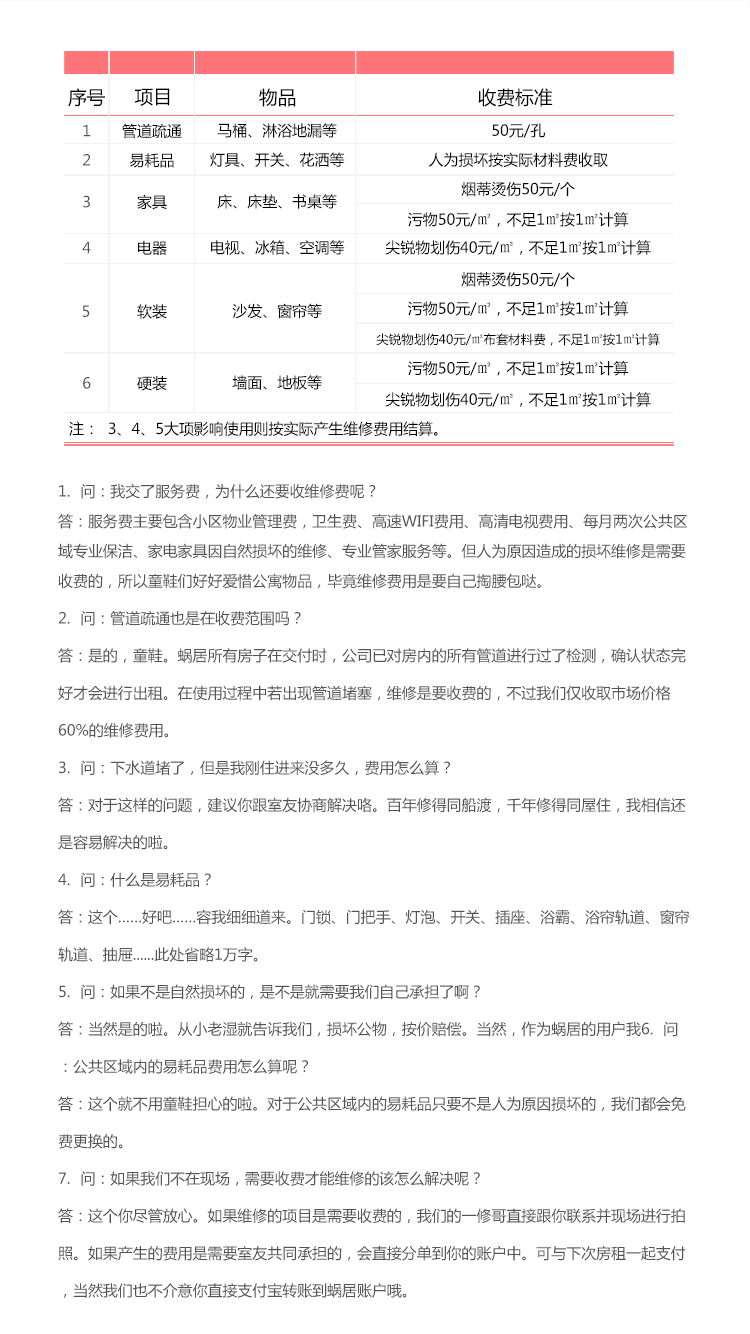 序号 项目 物品 收费标准
1 管道疏通 马桶、淋浴地漏等 50元/孔
2 易耗品 灯具、开关、花洒等 人为损坏按实际材料费收取
烟蒂烫伤50元/个
3 家具 床、床垫、书桌等
污物50元/㎡，不足1㎡按1㎡计算
4 电器 电视、冰箱、空调等 尖锐物划伤40元/㎡，不足1㎡按1㎡计算
烟蒂烫伤50元/个
5 软装 沙发、窗帘等 污物50元/㎡，不足1㎡按1㎡计算
尖锐物划伤40元/㎡布套材料费，不足1㎡按1㎡计算
污物50元/㎡，不足1㎡按1㎡计算
6 硬装 墙面、地板等
尖锐物划伤40元/㎡，不足1㎡按1㎡计算
注： 3、4、5大项影响使用则按实际产生维修费用结算。
1. 问：我交了服务费，为什么还要收维修费呢？
答：服务费主要包含小区物业管理费，卫生费、高速WIFI费用、高清电视费用、每月两次公共区
域专业保洁、家电家具因自然损坏的维修、专业管家服务等。但人为原因造成的损坏维修是需要
收费的，所以童鞋们好好爱惜公寓物品，毕竟维修费用是要自己掏腰包哒。
2. 问：管道疏通也是在收费范围吗？
答：是的，童鞋。蜗居所有房子在交付时，公司已对房内的所有管道进行过了检测，确认状态完
好才会进行出租。在使用过程中若出现管道堵塞，维修是要收费的，不过我们仅收取市场价格
60%的维修费用。
3. 问：下水道堵了，但是我刚住进来没多久，费用怎么算？
答：对于这样的问题，建议你跟室友协商解决咯。百年修得同船渡，千年修得同屋住，我相信还
是容易解决的啦。
4. 问：什么是易耗品？
答：这个......好吧......容我细细道来。门锁、门把手、灯泡、开关、插座、浴霸、浴帘轨道、窗帘
轨道、抽屉......此处省略1万字。
5. 问：如果不是自然损坏的，是不是就需要我们自己承担了啊？
答：当然是的啦。从小老湿就告诉我们，损坏公物，按价赔偿。当然，作为蜗居的用户我6. 问
：公共区域内的易耗品费用怎么算呢？
答：这个就不用童鞋担心的啦。对于公共区域内的易耗品只要不是人为原因损坏的，我们都会免
费更换的。
7. 问：如果我们不在现场，需要收费才能维修的该怎么解决呢？
答：这个你尽管放心。如果维修的项目是需要收费的，我们的一修哥直接跟你联系并现场进行拍
照。如果产生的费用是需要室友共同承担的，会直接分单到你的账户中。可与下次房租一起支付
，当然我们也不介意你直接支付宝转账到蜗居账户哦。